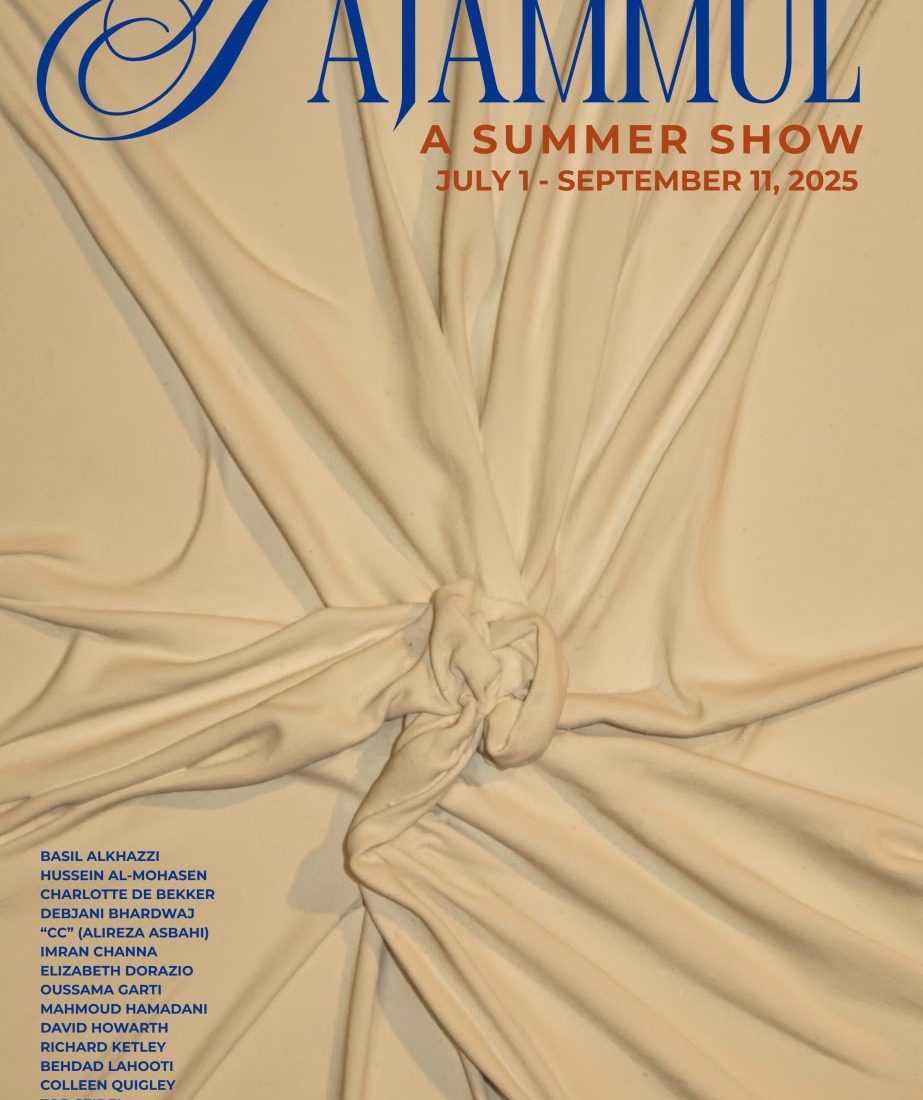 TAJAMMUL
A SUMMER SHOW
JULY 1 - SEPTEMBER 11, 2025
BASIL ALKHAZZI
HUSSEIN AL-MOHASEN
CHARLOTTE DE BEKKER
DEBJANI BHARDWAJ
“CC” (ALIREZA ASBAHI)
IMRAN CHANNA
ELIZABETH DORAZIO
OUSSAMA GARTI
MAHMOUD HAMADANI
DAVID HOWARTH
RICHARD KETLEY
BEHDAD LAHOOTI
COLLEEN QUIGLEY